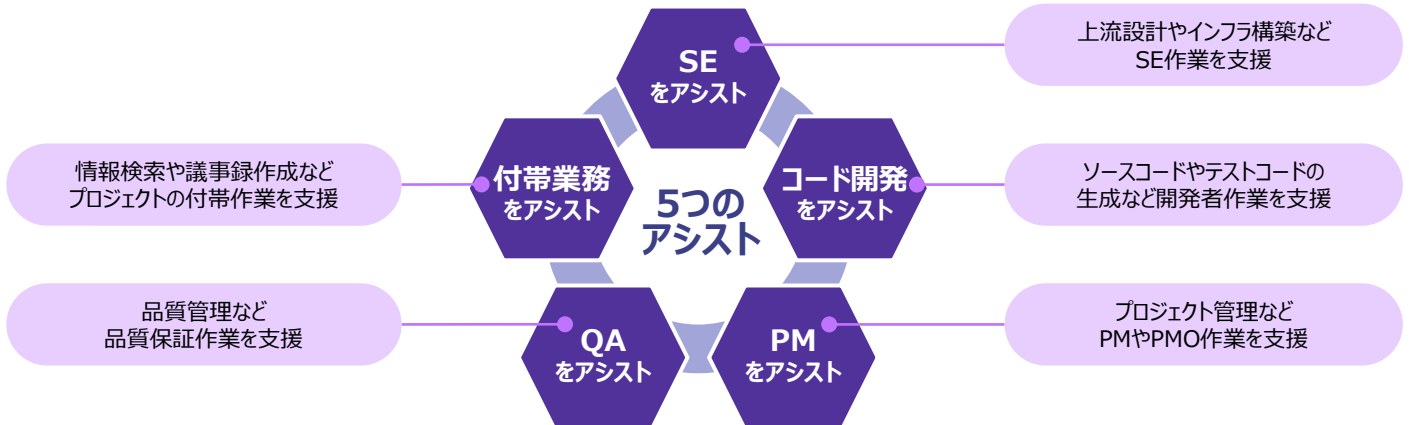 SE
をアシスト
上流設計やインフラ構築など
SE作業を支援
付帯業務
をアシスト
情報検索や議事録作成など
プロジェクトの付帯作業を支援
5つの
アシスト
コード開発
をアシスト
ソースコードやテストコードの
生成など開発者作業を支援
QA
をアシスト
品質管理など
品質保証作業を支援
PM
をアシスト
プロジェクト管理など
PMやPMO作業を支援